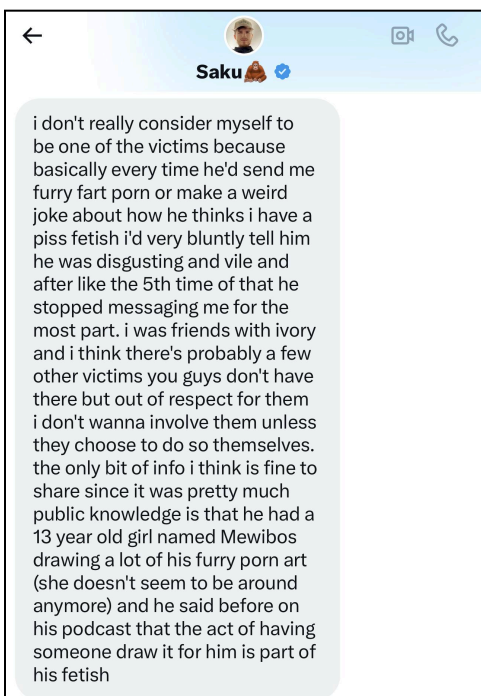 Saku🦧
i don't really consider myself to
be one of the victims because
basically every time he'd send me
furry fart porn or make a weird
joke about how he thinks i have a
piss fetish i'd very bluntly tell him
he was disgusting and vile and
after like the 5th time of that he
stopped messaging me for the
most part. i was friends with ivory
and i think there's probably a few
other victims you guys don't have
there but out of respect for them
i don't wanna involve them unless
they choose to do so themselves.
the only bit of info i think is fine to
share since it was pretty much
public knowledge is that he had a
13 year old girl named Mewibos
drawing a lot of his furry porn art
(she doesn't seem to be around
anymore) and he said before on
his podcast that the act of having
someone draw it for him is part of
his fetish